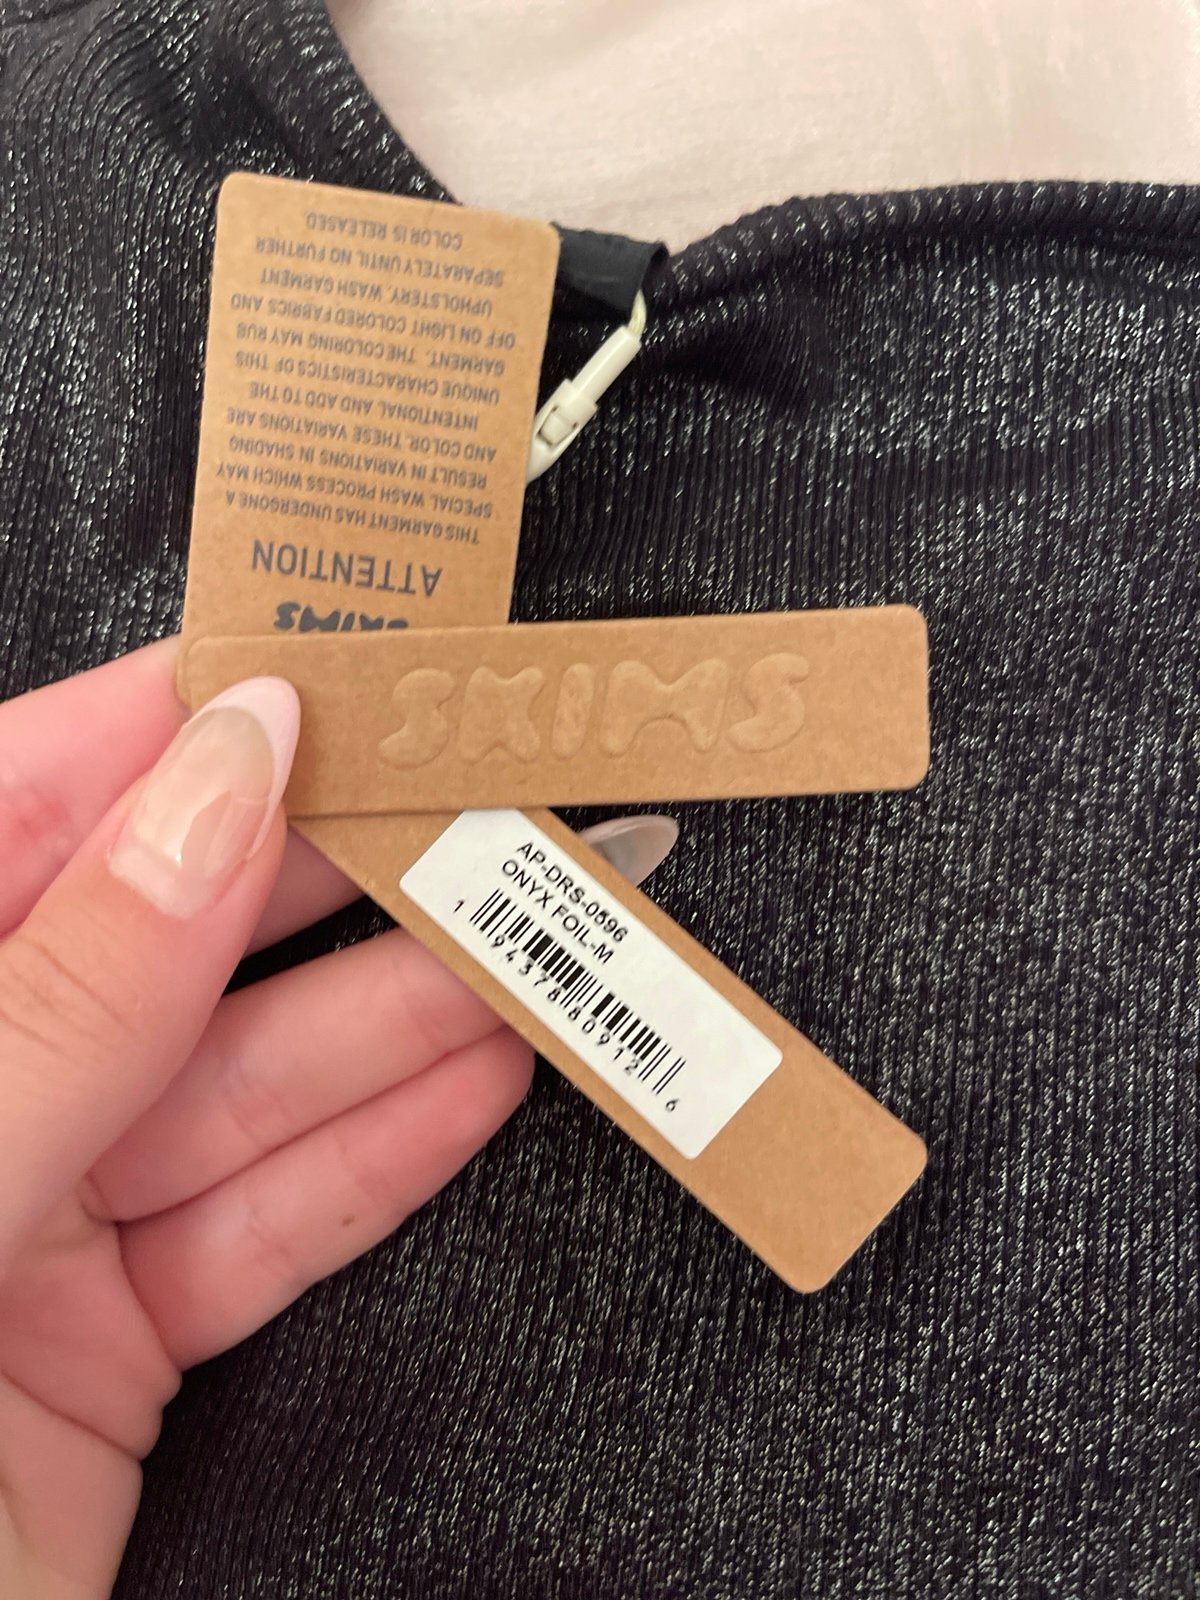 SKIMS
ATTENTION
THIS GARMENT HAS UNDERGONE A
SPECIAL WASH PROCESS WHICH MAY
RESULT IN VARIATIONS IN SHADING
AND COLOR. THESE VARIATIONS ARE
INTENTIONAL AND ADD TO THE
UNIQUE CHARACTERISTICS OF THIS
GARMENT. THE COLORING MAY RUB
OFF ON LIGHT COLORED FABRICS AND
UPHOLSTERY. WASH GARMENT
SEPARATELY UNTIL NO FURTHER
COLOR IS RELEASED
SKIMS
AP-DRS-0596
ONYX FOIL-M
1 94378 80912 6